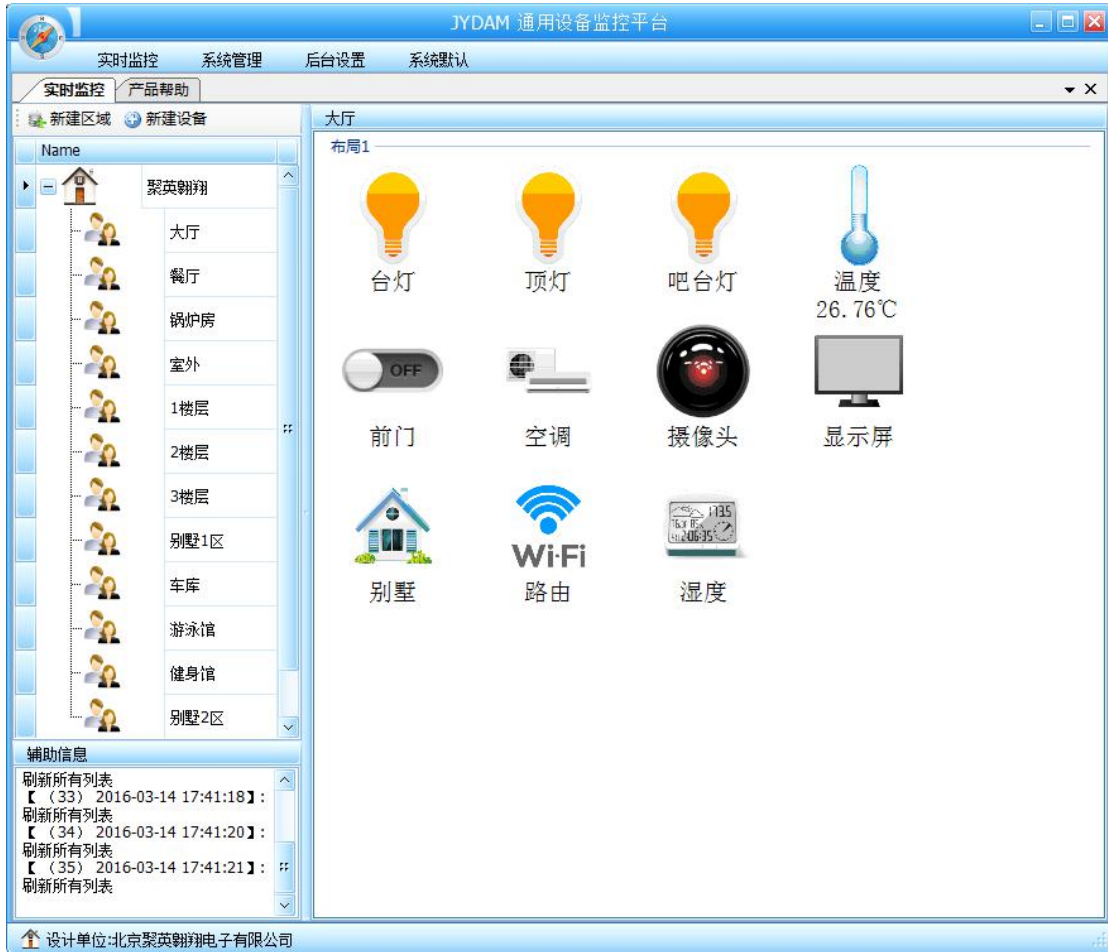 JYDAM 通用设备监控平台
实时监控 系统管理 后台设置 系统默认
实时监控 产品帮助
新建区域 新建设备
Name
聚英翱翔
大厅
餐厅
锅炉房
室外
1楼层
2楼层
3楼层
别墅1区
车库
游泳馆
健身馆
别墅2区
辅助信息
刷新所有列表
【 （33） 2016-03-14 17:41:18】:
刷新所有列表
【 （34） 2016-03-14 17:41:20】:
刷新所有列表
【 （35） 2016-03-14 17:41:21】:
刷新所有列表
大厅
布局1
台灯 顶灯 吧台灯 温度
26.76℃
OFF
前门 空调 摄像头 显示屏
Wi-Fi
别墅 路由 湿度
设计单位:北京聚英翱翔电子有限公司